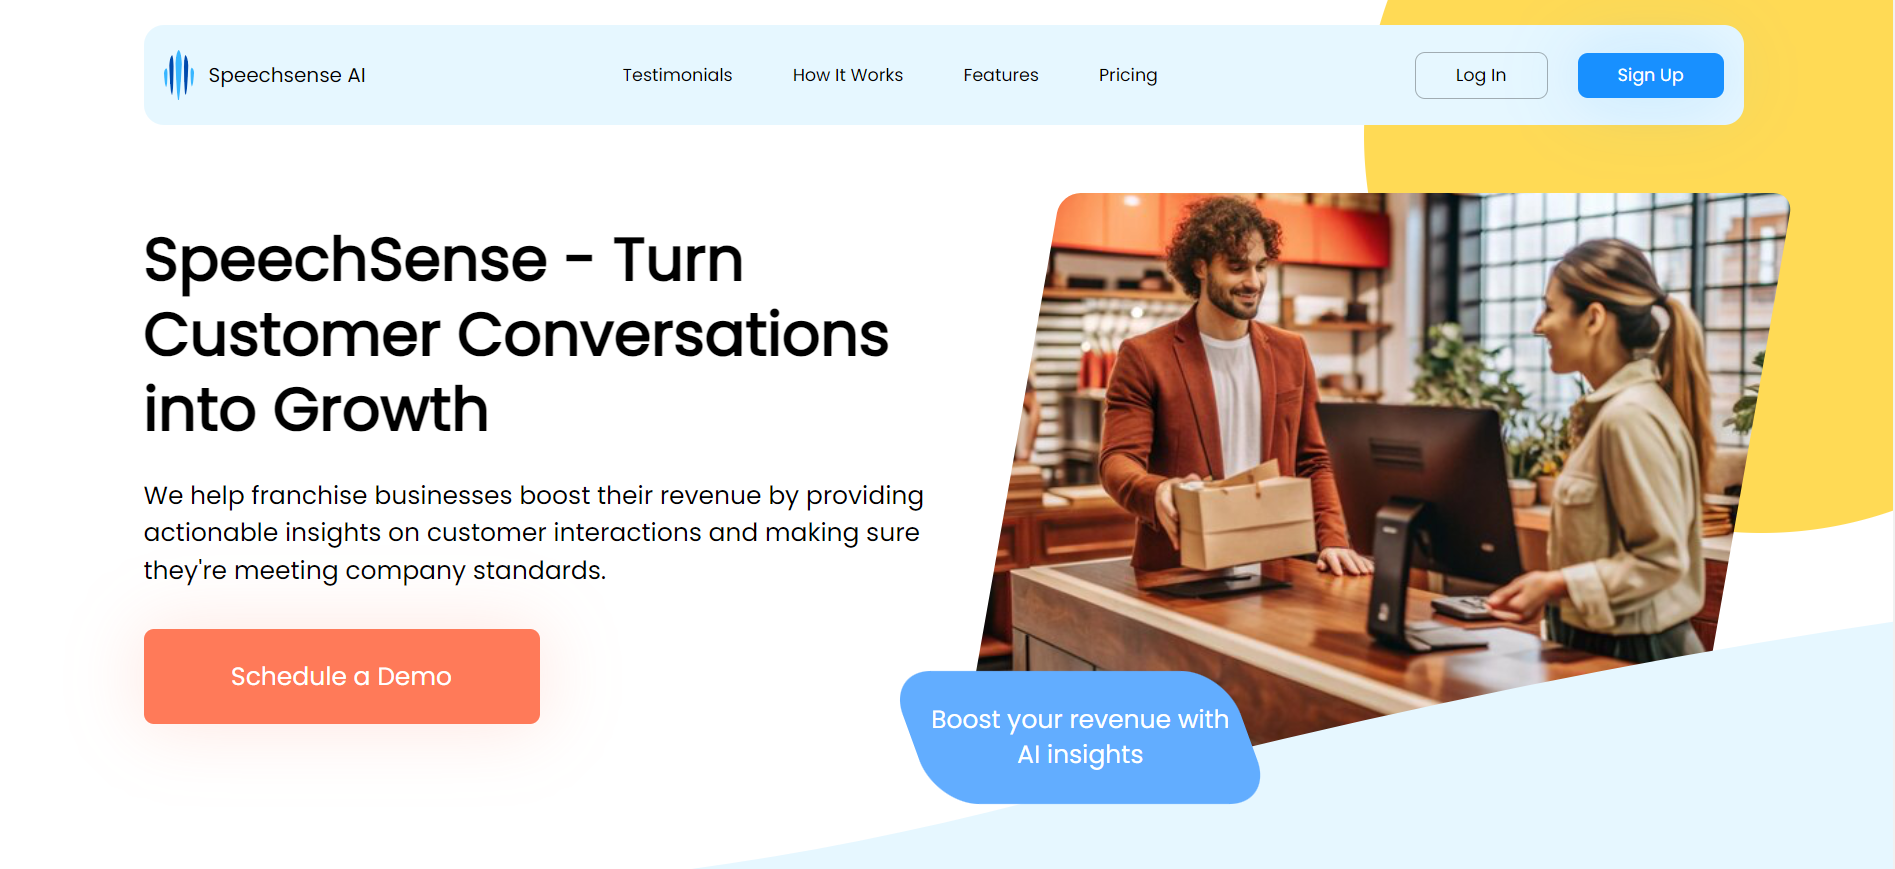 Speechsense AI
Testimonials
How It Works
Features
Pricing
Log In
Sign Up
SpeechSense - Turn
Customer Conversations
into Growth
We help franchise businesses boost their revenue by providing
actionable insights on customer interactions and making sure
they're meeting company standards.
Schedule a Demo
Boost your revenue with
AI insights